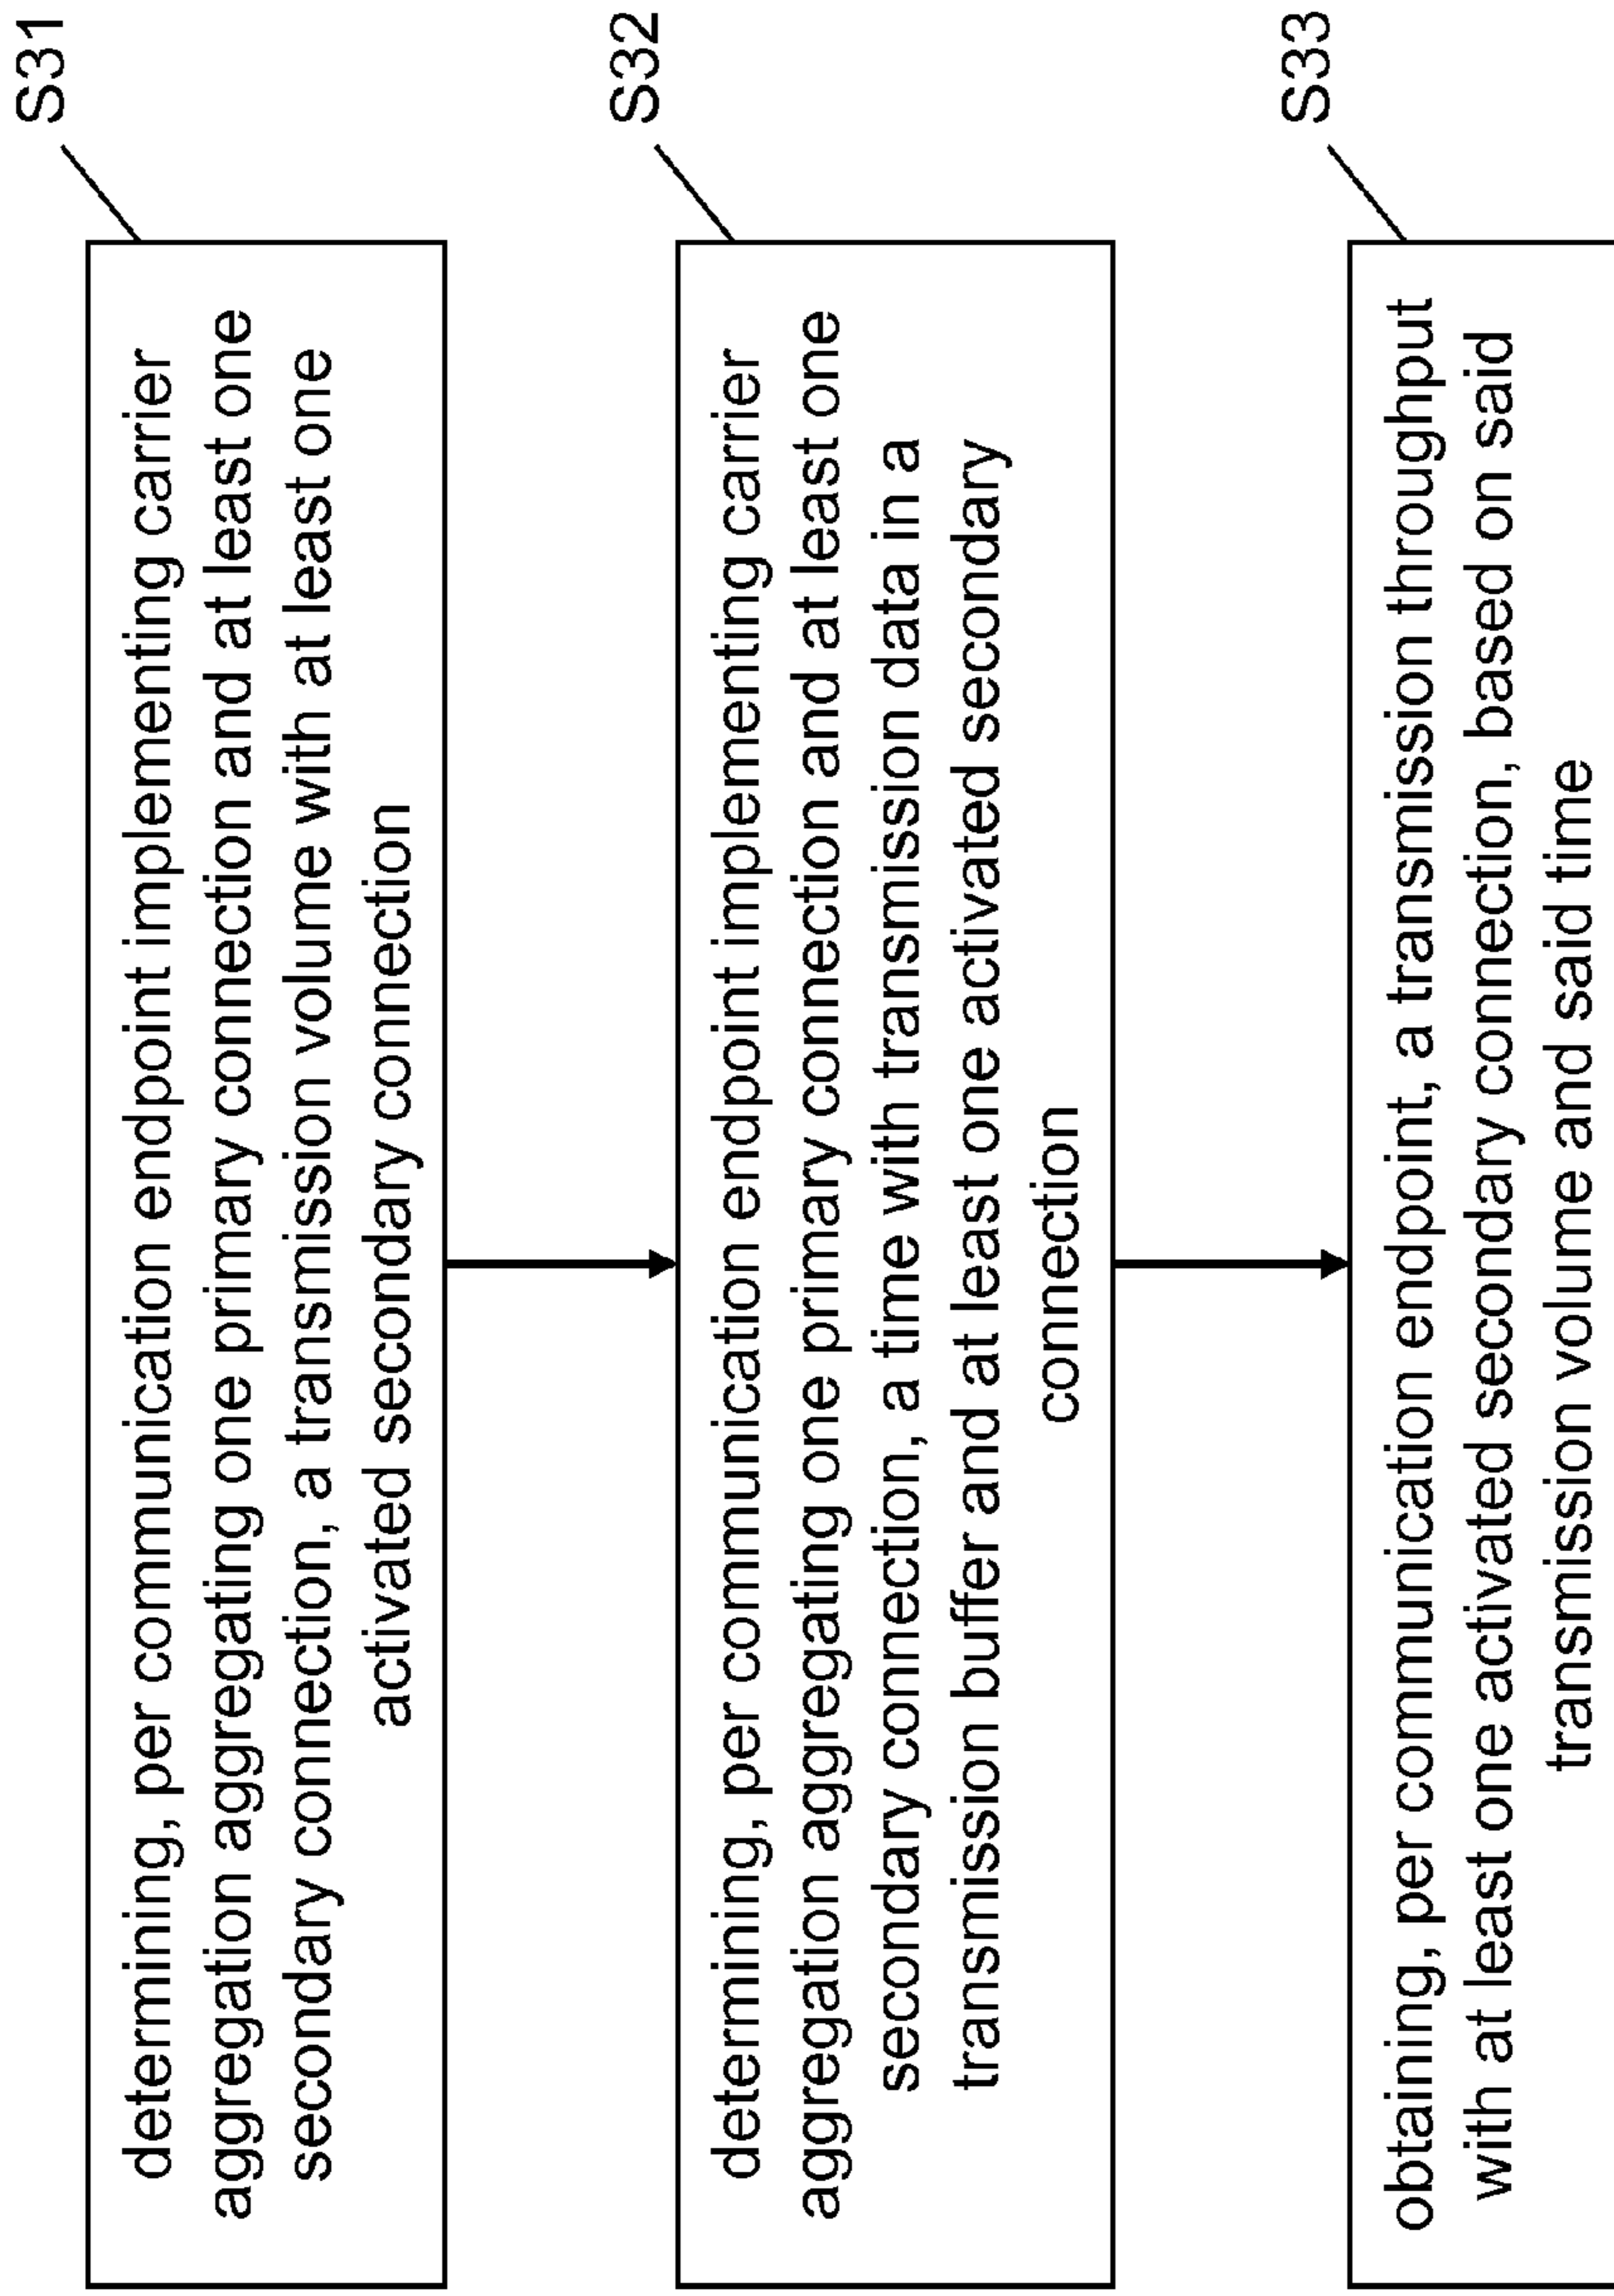 S31
determining, per communication endpoint implementing carrier
aggregation aggregating one primary connection and at least one
secondary connection, a transmission volume with at least one
activated secondary connection
S32
determining, per communication endpoint implementing carrier
aggregation aggregating one primary connection and at least one
secondary connection, a time with transmission data in a
transmission buffer and at least one activated secondary
connection
S33
obtaining, per communication endpoint, a transmission throughput
with at least one activated secondary connection, based on said
transmission volume and said time